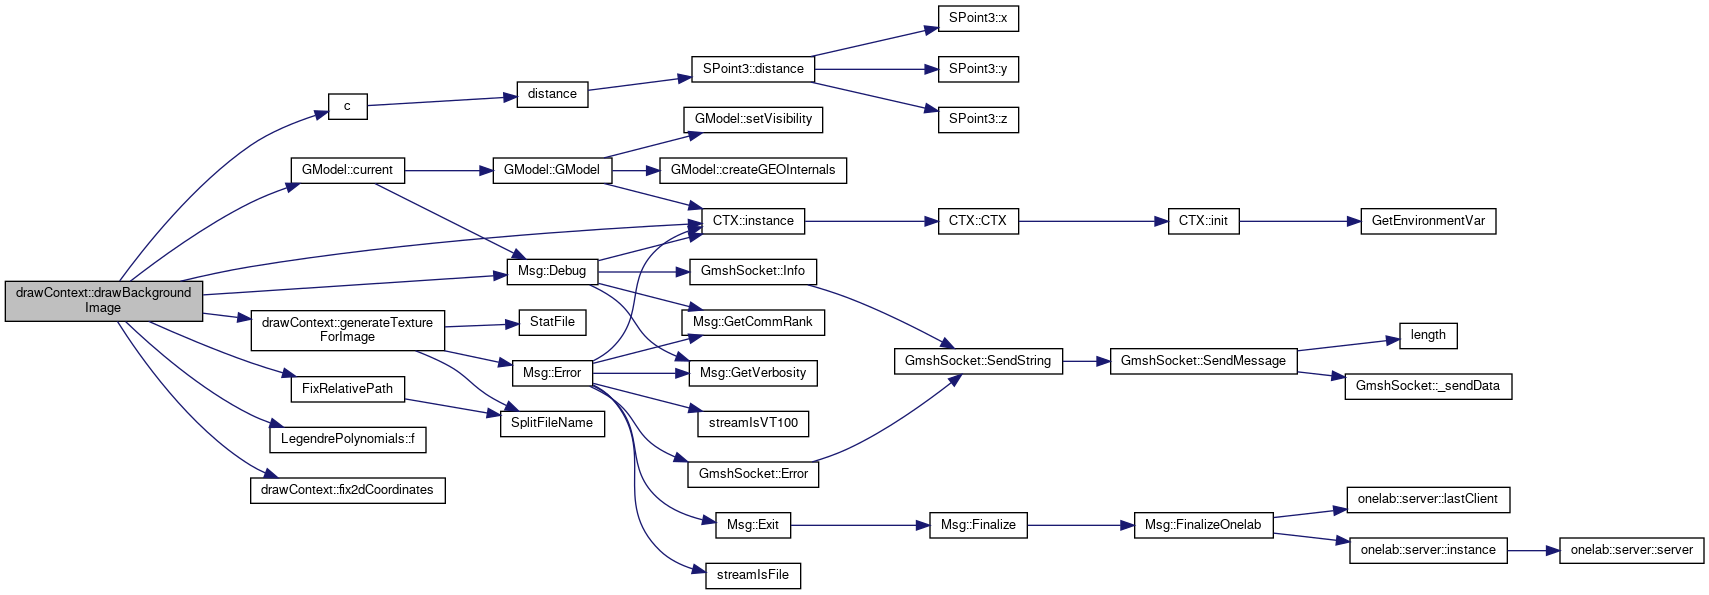 SPoint3::x
SPoint3::distance
SPoint3::y
distance
c
SPoint3::z
GModel::setVisibility
GModel::current
GModel::GModel
GModel::createGEOInternals
CTX::instance
CTX::CTX
CTX::init
GetEnvironmentVar
Msg::Debug
GmshSocket::Info
drawContext::drawBackground
Image
drawContext::generateTexture
ForImage
StatFile
Msg::GetCommRank
length
GmshSocket::SendString
GmshSocket::SendMessage
Msg::Error
Msg::GetVerbosity
GmshSocket::_sendData
FixRelativePath
SplitFileName
streamIsVT100
LegendrePolynomials::f
GmshSocket::Error
drawContext::fix2dCoordinates
onelab::server::lastClient
Msg::Exit
Msg::Finalize
Msg::FinalizeOnelab
onelab::server::instance
onelab::server::server
streamIsFile